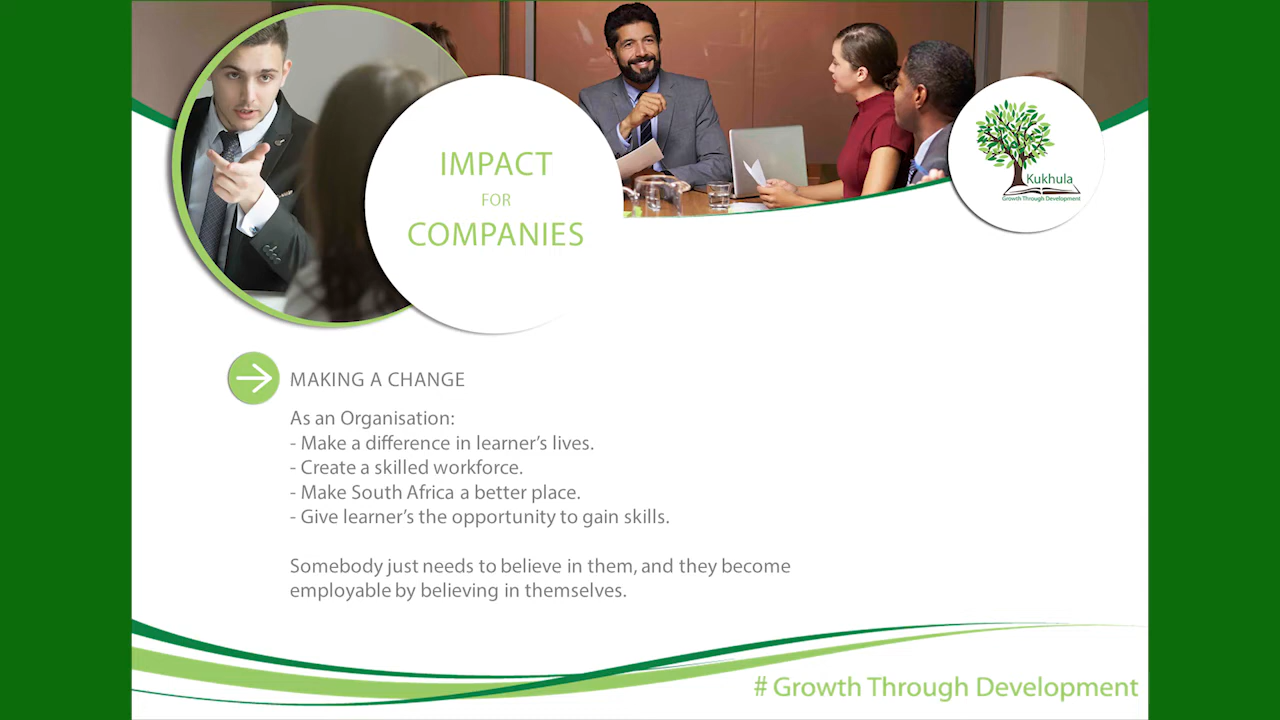 IMPACT
FOR
COMPANIES
Kukhula
Growth Through Development
MAKING A CHANGE
As an Organisation:
- Make a difference in learner’s lives.
- Create a skilled workforce.
- Make South Africa a better place.
- Give learner’s the opportunity to gain skills.
Somebody just needs to believe in them, and they become
employable by believing in themselves.
# Growth Through Development